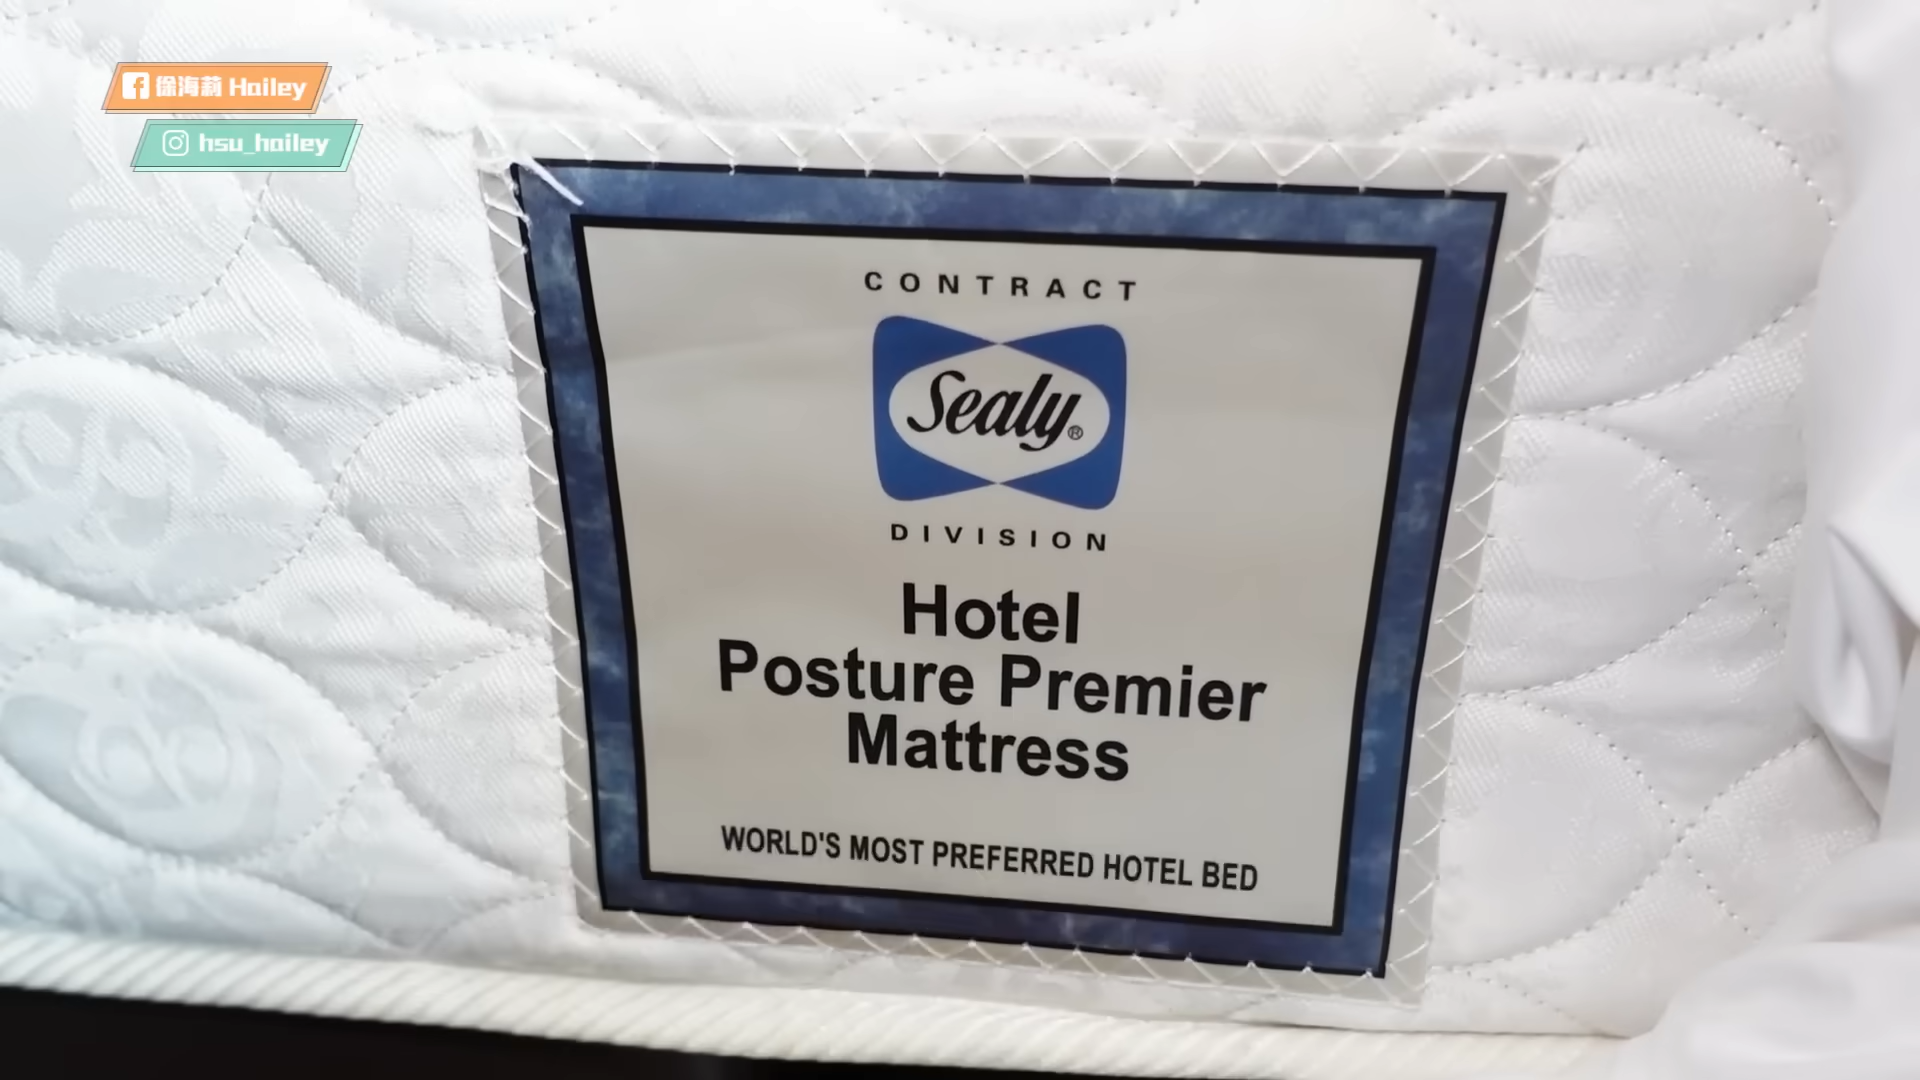 徐海莉 Hailey
hsu_hailey
CONTRACT
Sealy®
DIVISION
Hotel
Posture Premier
Mattress
WORLD'S MOST PREFERRED HOTEL BED